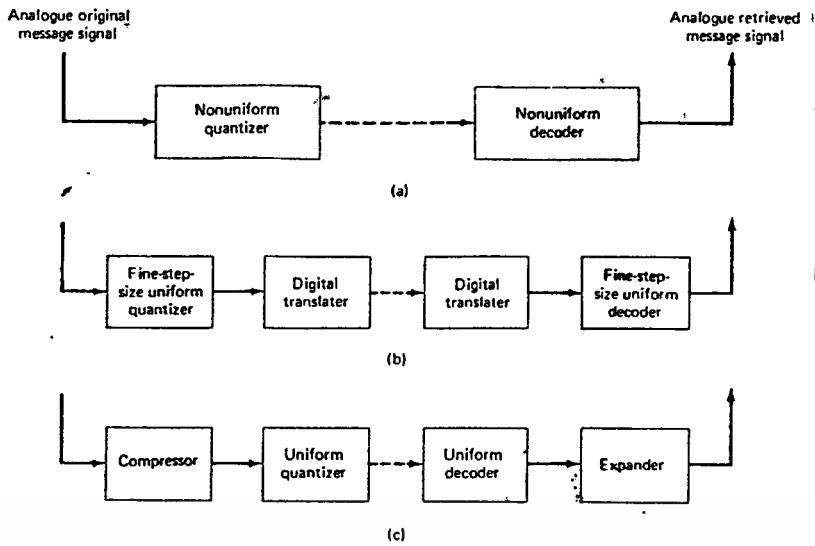 Analogue original
message signal
Analogue retrieved
message signal
Nonuniform
quantizer
Nonuniform
decoder
(a)
Fine-step-
size uniform
quantizer
Digital
translater
Digital
translater
Fine-step-
size uniform
decoder
(b)
Compressor
Uniform
quantizer
Uniform
decoder
Expander
(c)